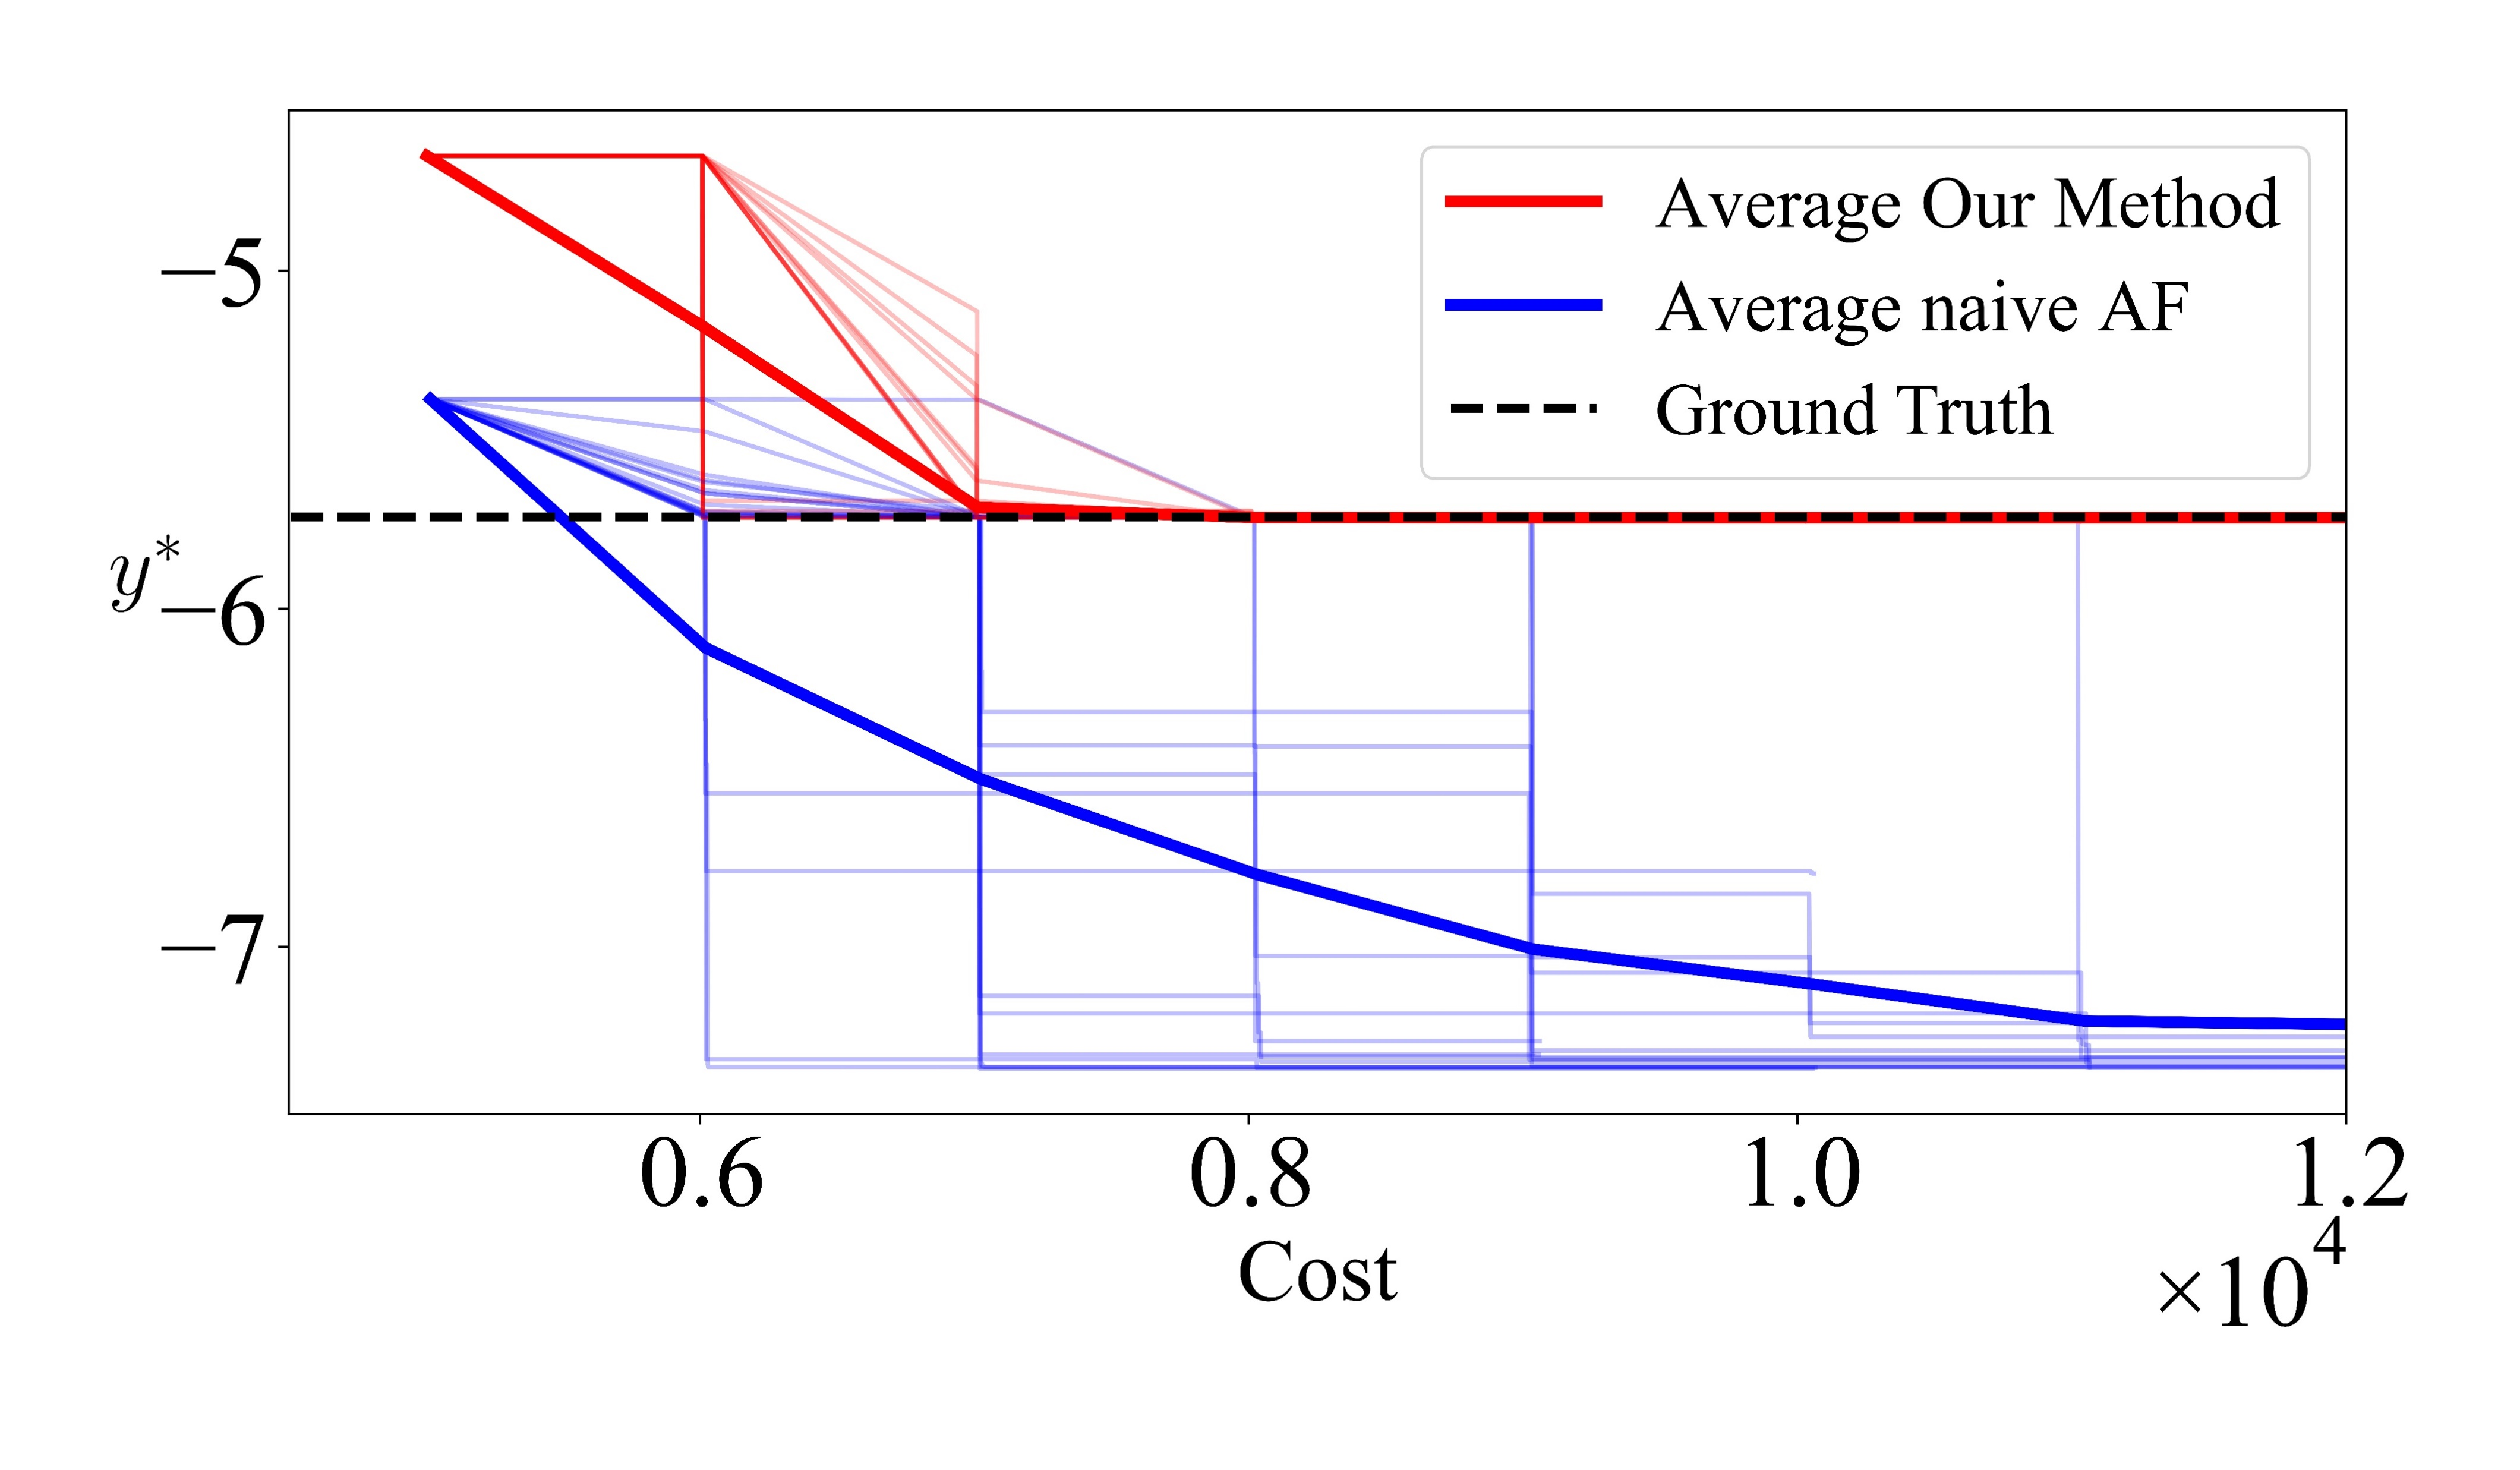 Average Our Method
Average naive AF
Ground Truth
−5
−6
−7
y*
0.6 0.8 1.0 1.2
Cost
×10⁴